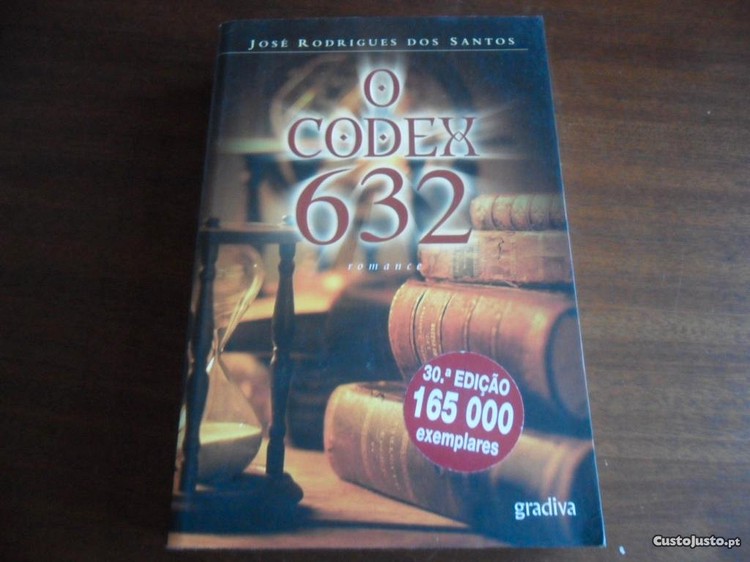 JOSÉ RODRIGUES DOS SANTOS
O
CODEX
632
romance
30.ª EDIÇÃO
165 000
exemplares
gradiva
CustoJusto.pt